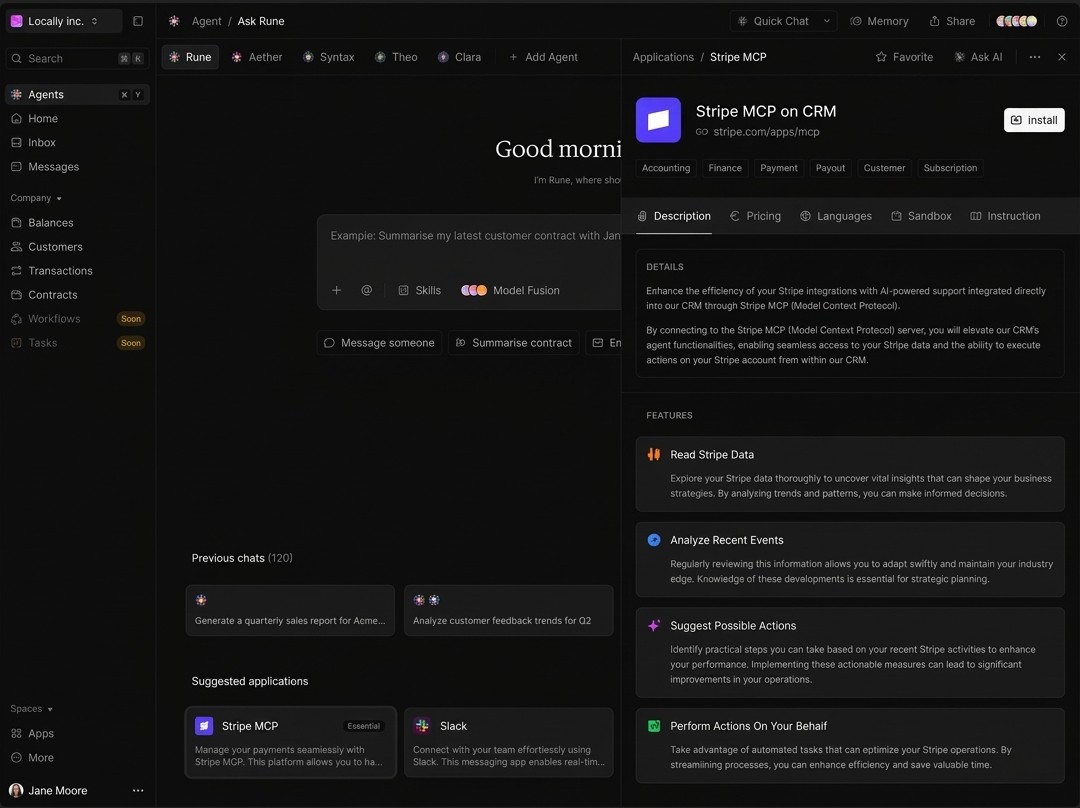 Locally inc.
Search ⌘ K
Agents X Y
Home
Inbox
Messages
Company
Balances
Customers
Transactions
Contracts
Workflows Soon
Tasks Soon
Spaces
Apps
More
Jane Moore
Agent / Ask Rune
Quick Chat
Memory
Share
Rune
Aether
Syntax
Theo
Clara
+ Add Agent
Good morni
I'm Rune, where sho
Example: Summarise my latest customer contract with Jan
+ @ Skills Model Fusion
Message someone
Summarise contract
En
Previous chats (120)
Generate a quarterly sales report for Acme...
Analyze customer feedback trends for Q2
Suggested applications
Stripe MCP Essential
Manage your payments seamiessly with
Stripe MGP. This platform allows you to ha...
Slack
Connect with your team effortiessly using
Slack. This messaging app enables real-tim...
Applications / Stripe MCP
Favorite
Ask AI
Stripe MCP on CRM
GO stripe.com/apps/mcp
install
Accounting
Finance
Payment
Payout
Custemer
Subscription
Description
Pricing
Languages
Sandbox
Instruction
DETAILS
Enhance the efficiency of your Stripe integrations with AI-powered support integrated directly
into our CRM through Stripe MCP (Model Context Protocol).
By connecting to the Stripe MCP (Model Context Protocol) server, you will elevate our CRM's
agent functionalities, enabling seamless access to your Stripe data and the ability to execute
actiens on your Stripe account frem within our CRM.
FEATURES
Read Stripe Data
Explore your Stripe data thoroughly to uncover vital insights that can shape your business
strategies. By analyzing trends and patterns, you can make informed decisions.
Analyze Recent Events
Regularly reviewing this information allows you to adapt swiftly and maintain your industry
edge. Knowledge of these developments is essential for strategic planning.
Suggest Possible Actions
Identify practical steps you can take based on your recent Stripe activities to enhance
your performance. Implementing these actionable measures can lead to significant
improvements in your operations.
Perform Actions On Your Behaif
Take advantage of automated tasks that can optimize your Stripe operations. By
streamiining processes, you can enhance efficiency and save valuable time.